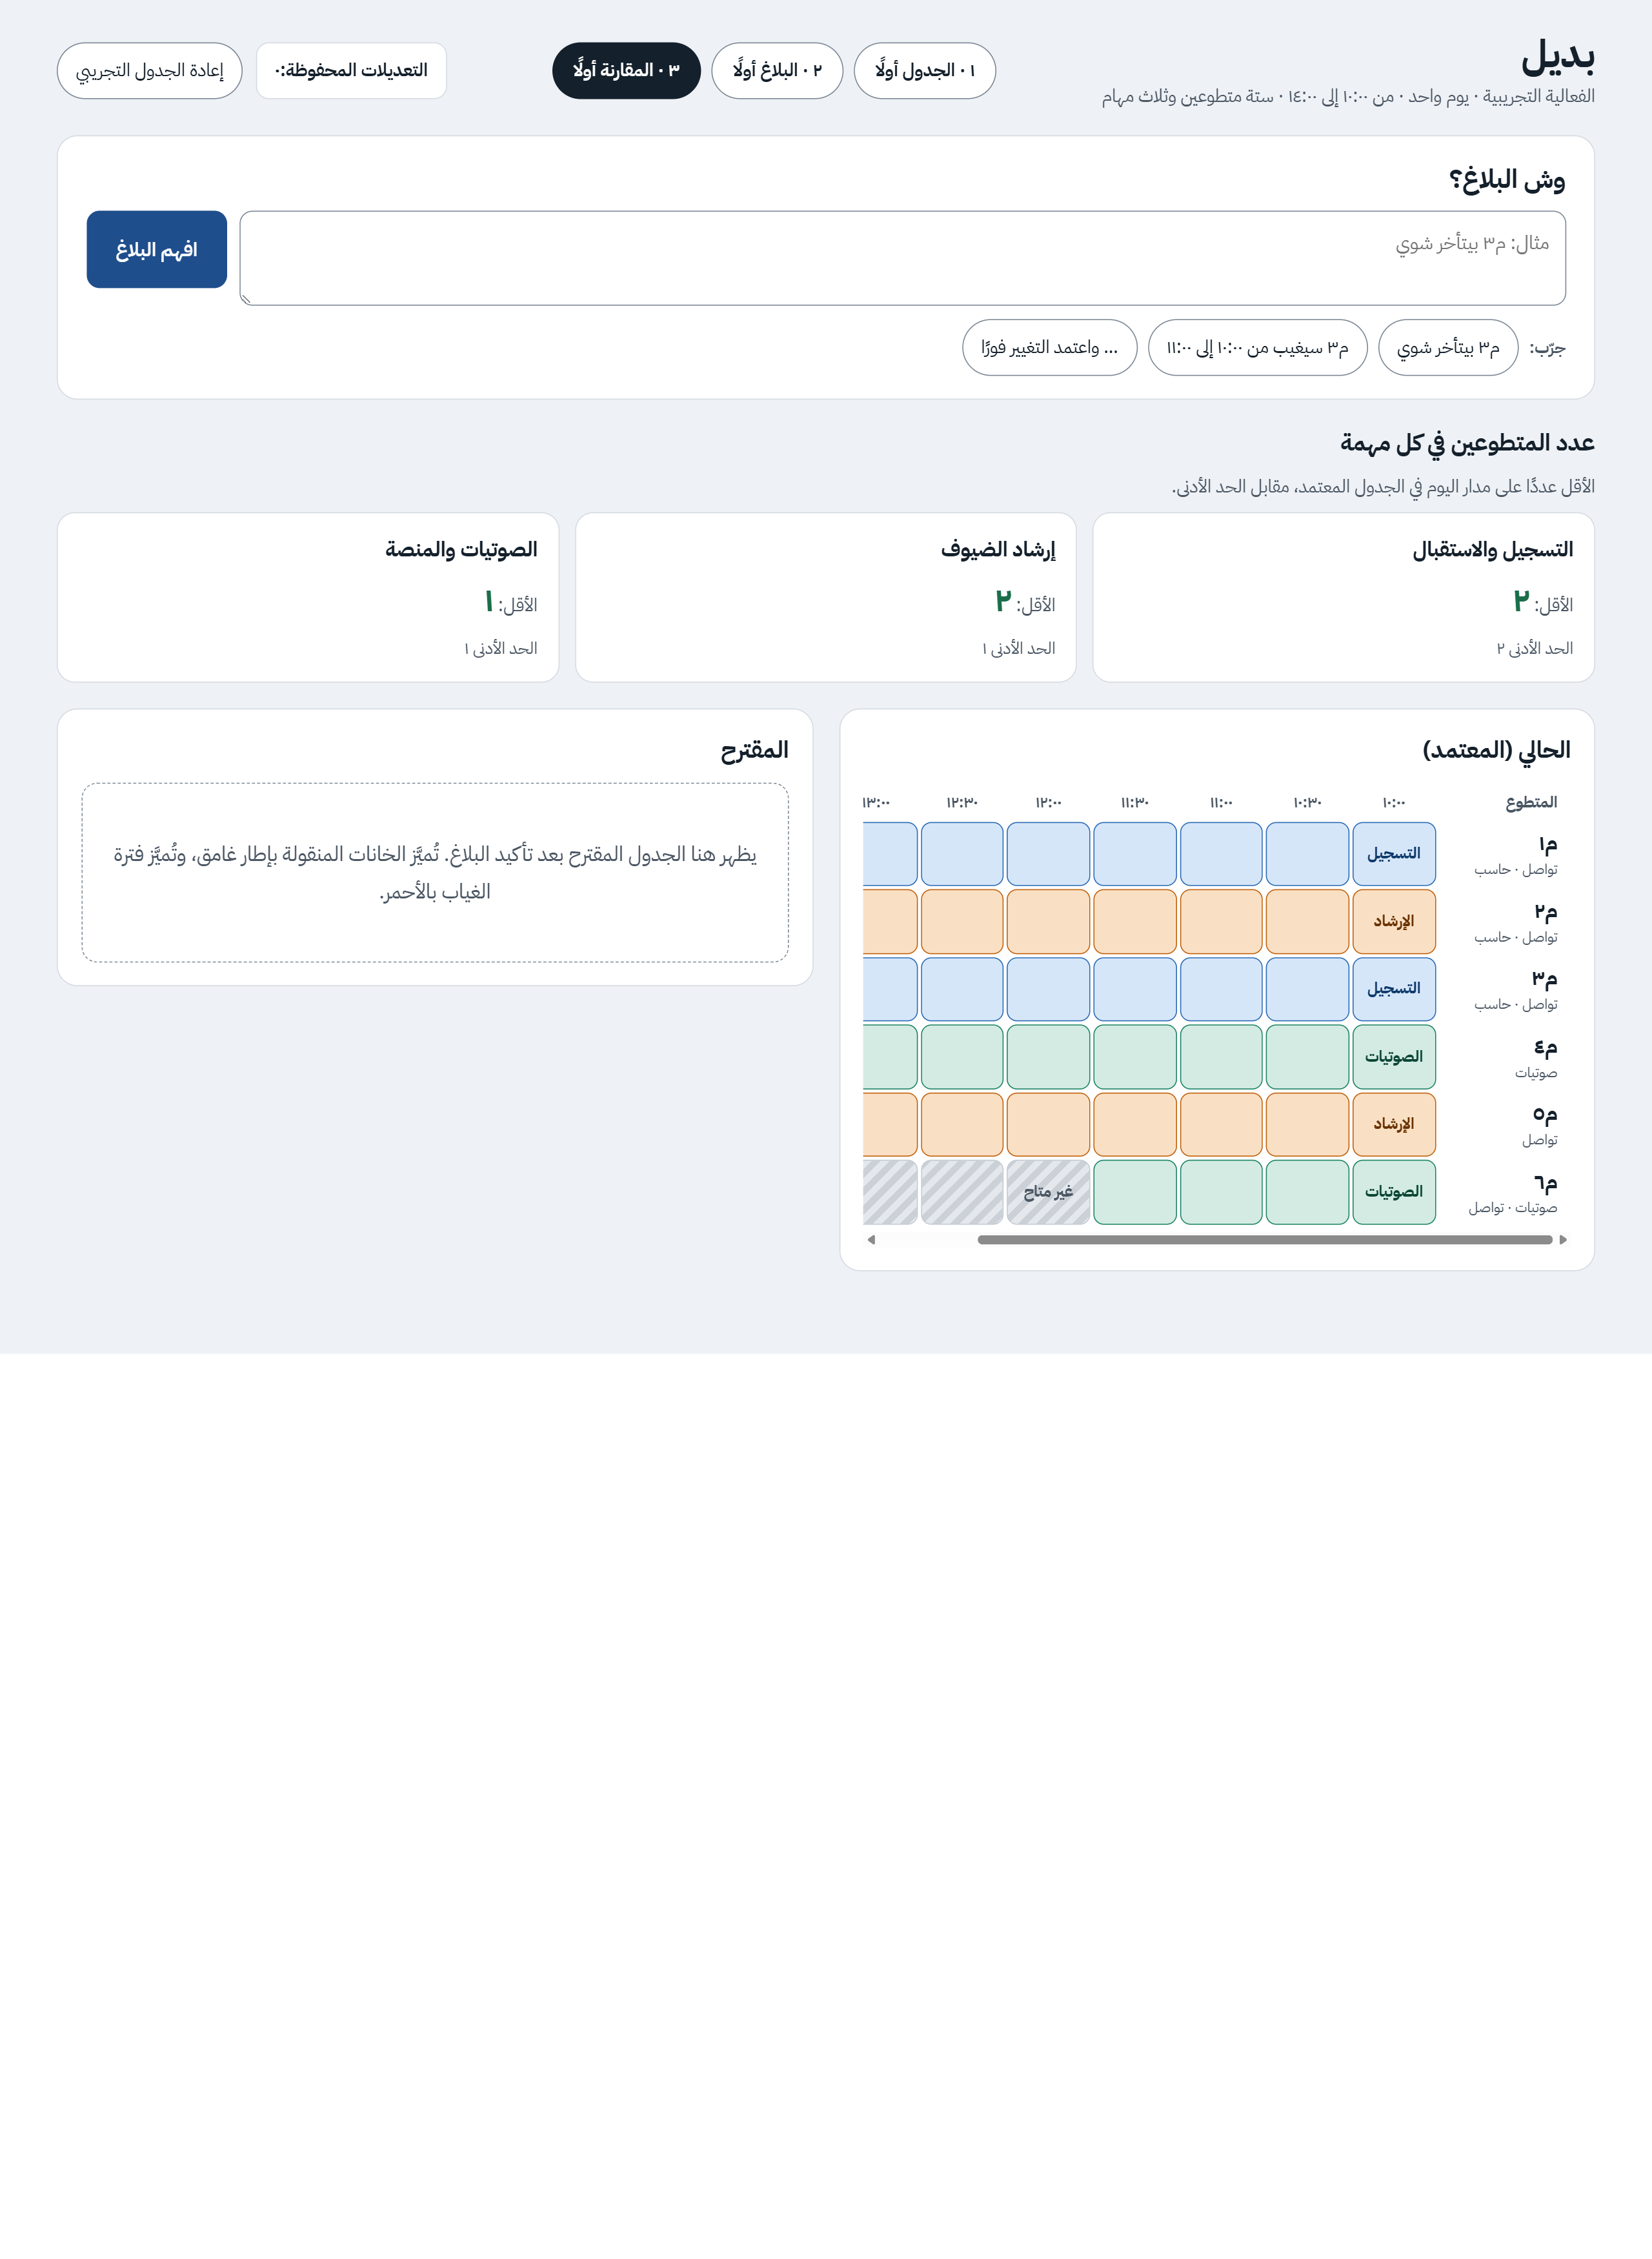 بديل
الفعالية التجريبية · يوم واحد · من ١٠:٠٠ إلى ١٤:٠٠ · ستة متطوعين وثلاث مهام
١ · الجدول أولًا
٢ · البلاغ أولًا
٣ · المقارنة أولًا
التعديلات المحفوظة:٠
إعادة الجدول التجريبي
وش البلاغ؟
مثال: م٣ بيتأخر شوي
افهم البلاغ
جرّب:
م٣ بيتأخر شوي
م٣ سيغيب من ١٠:٠٠ إلى ١١:٠٠
... واعتمد التغيير فورًا
عدد المتطوعين في كل مهمة
الأقل عددًا على مدار اليوم في الجدول المعتمد، مقابل الحد الأدنى.
التسجيل والاستقبال
الأقل: ٢
الحد الأدنى ٢
إرشاد الضيوف
الأقل: ٢
الحد الأدنى ١
الصوتيات والمنصة
الأقل: ١
الحد الأدنى ١
الحالي (المعتمد)
المتطوع ١٠:٠٠ ١٠:٣٠ ١١:٠٠ ١١:٣٠ ١٢:٠٠ ١٢:٣٠ ١٣:٠٠
م١
تواصل · حاسب
التسجيل
م٢
تواصل · حاسب
الإرشاد
م٣
تواصل · حاسب
التسجيل
م٤
صوتيات
الصوتيات
م٥
تواصل
الإرشاد
م٦
صوتيات · تواصل
الصوتيات
غير متاح
المقترح
يظهر هنا الجدول المقترح بعد تأكيد البلاغ. تُميَّز الخانات المنقولة بإطار غامق، وتُميَّز فترة
الغياب بالأحمر.